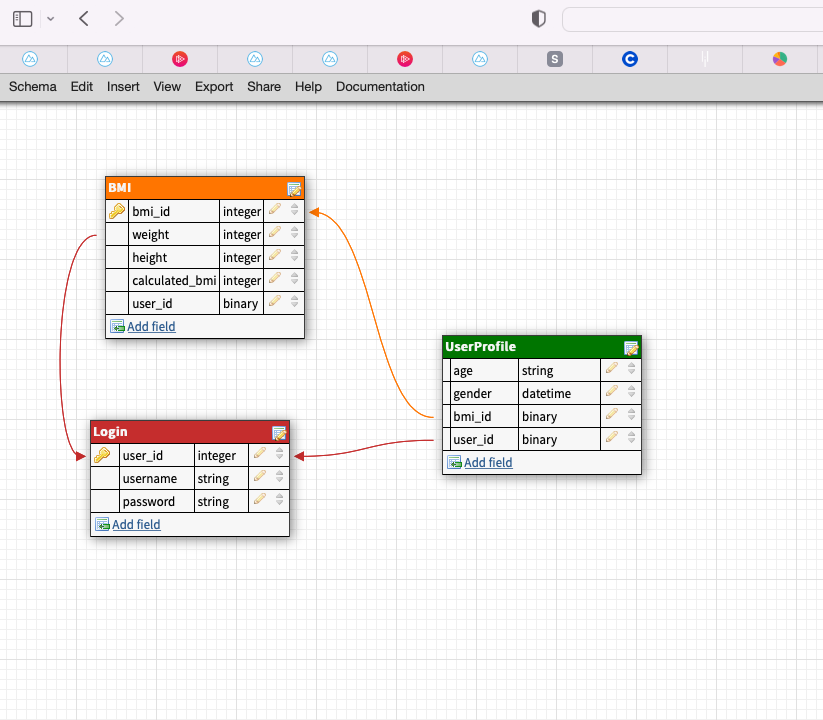 S
C
Schema Edit Insert View Export Share Help Documentation
BMI
bmi_id integer
weight integer
height integer
calculated_bmi integer
user_id binary
Add field
UserProfile
age string
gender datetime
bmi_id binary
user_id binary
Add field
Login
user_id integer
username string
password string
Add field